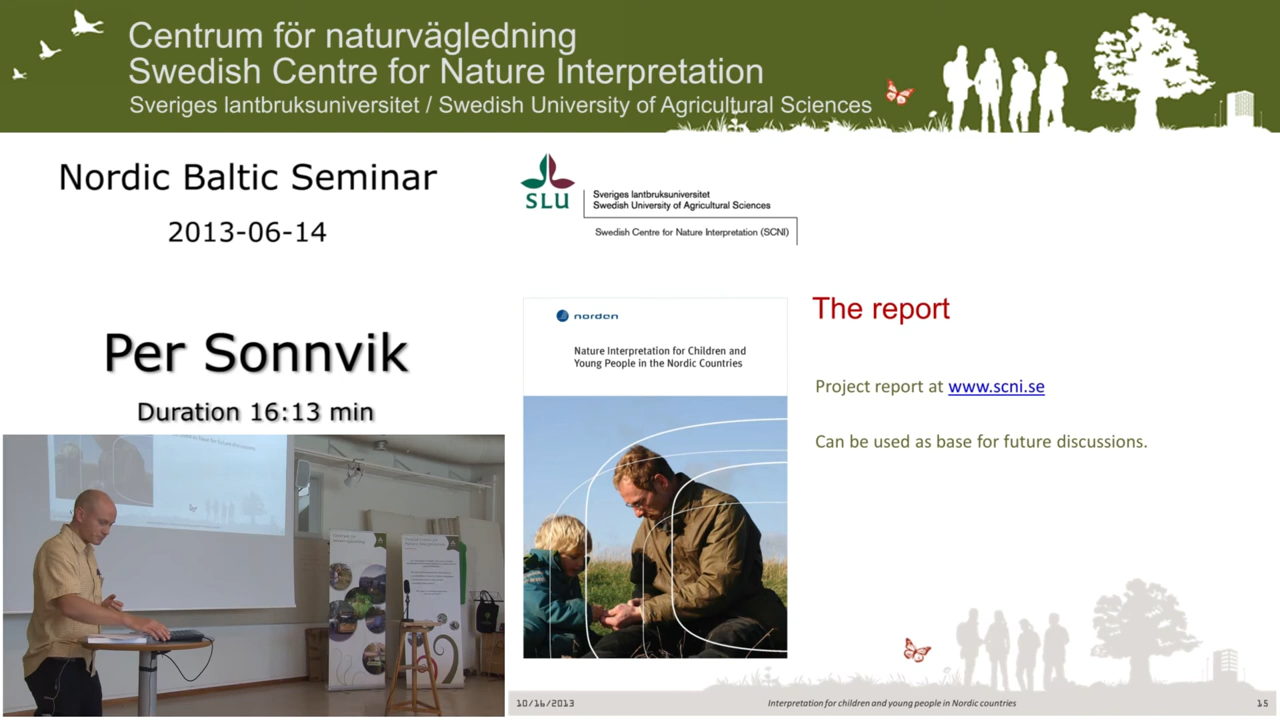 Centrum för naturvägledning
Swedish Centre for Nature Interpretation
Sveriges lantbruksuniversitet / Swedish University of Agricultural Sciences
Nordic Baltic Seminar
2013-06-14
Per Sonnvik
Duration 16:13 min
SLU
Sveriges lantbruksuniversitet
Swedish University of Agricultural Sciences
Swedish Centre for Nature Interpretation (SCNI)
norden
Nature Interpretation for Children and
Young People in the Nordic Countries
The report
Project report at www.scni.se
Can be used as base for future discussions.
10/16/2013
Interpretation for children and young people in Nordic countries
15